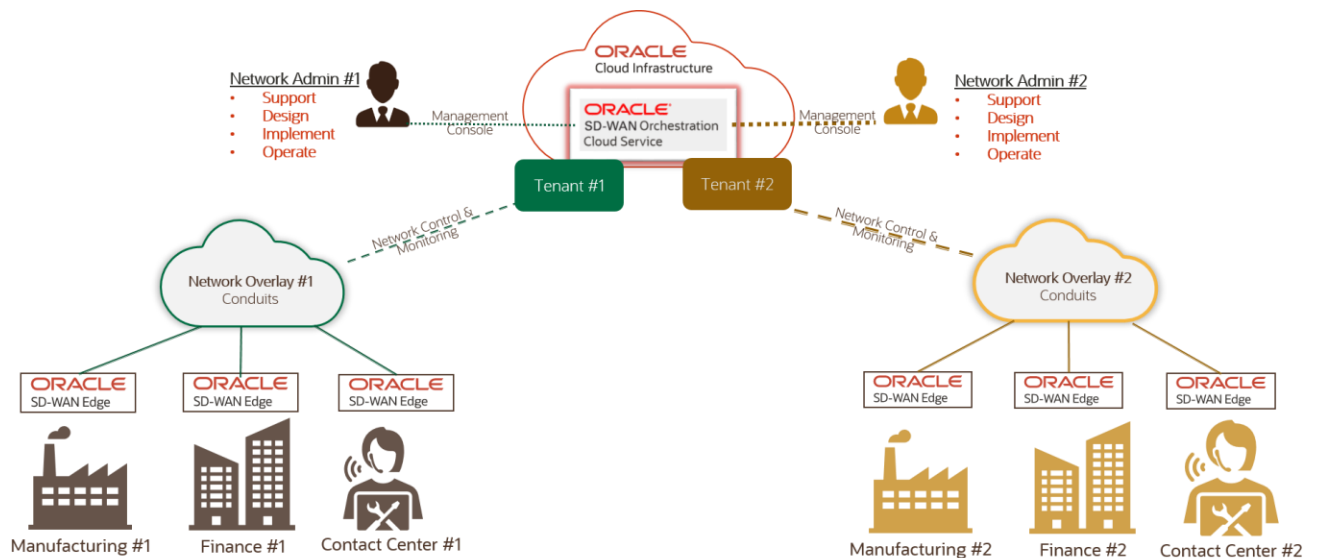 ORACLE
Cloud Infrastructure
Network Admin #1
• Support
• Design
• Implement
• Operate
Management
Console
ORACLE®
SD-WAN Orchestration
Cloud Service
Management
Console
Network Admin #2
• Support
• Design
• Implement
• Operate
Tenant #1
Tenant #2
Network Control &
Monitoring
Network Control &
Monitoring
Network Overlay #1
Conduits
Network Overlay #2
Conduits
ORACLE
SD-WAN Edge
ORACLE
SD-WAN Edge
ORACLE
SD-WAN Edge
ORACLE
SD-WAN Edge
ORACLE
SD-WAN Edge
ORACLE
SD-WAN Edge
Manufacturing #1
Finance #1
Contact Center #1
Manufacturing #2
Finance #2
Contact Center #2